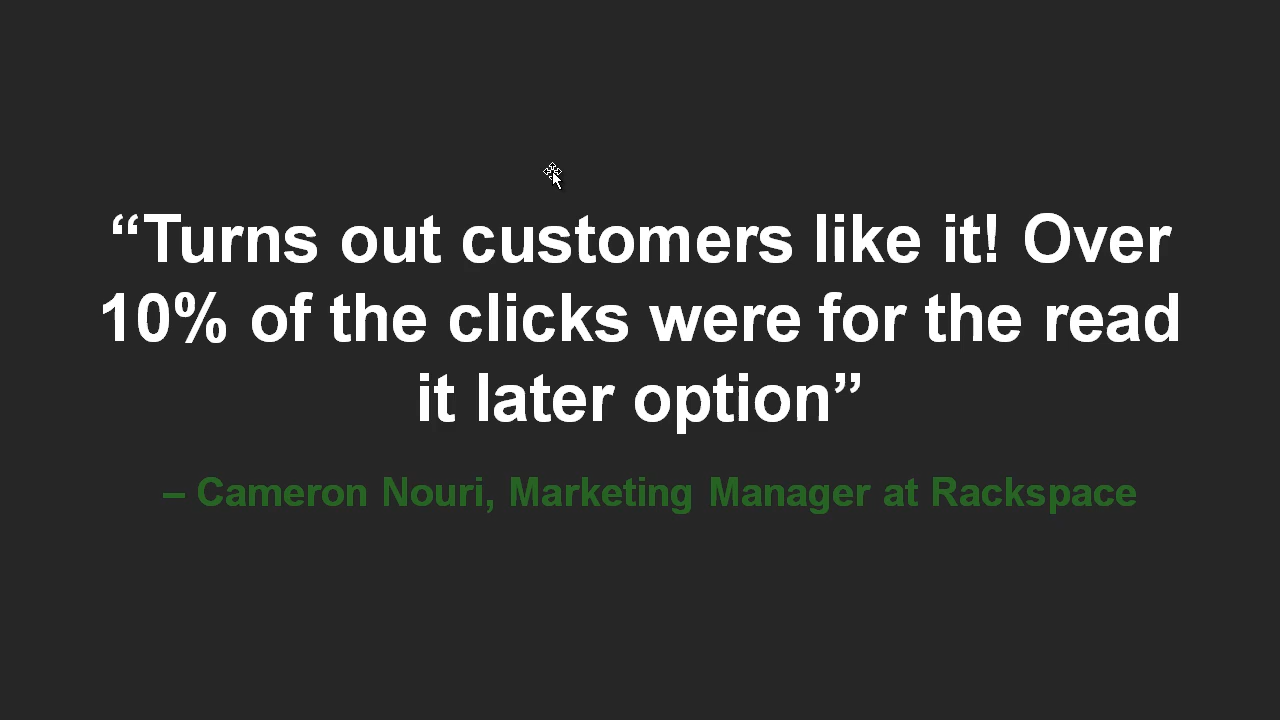 “Turns out customers like it! Over
10% of the clicks were for the read
it later option”
– Cameron Nouri, Marketing Manager at Rackspace